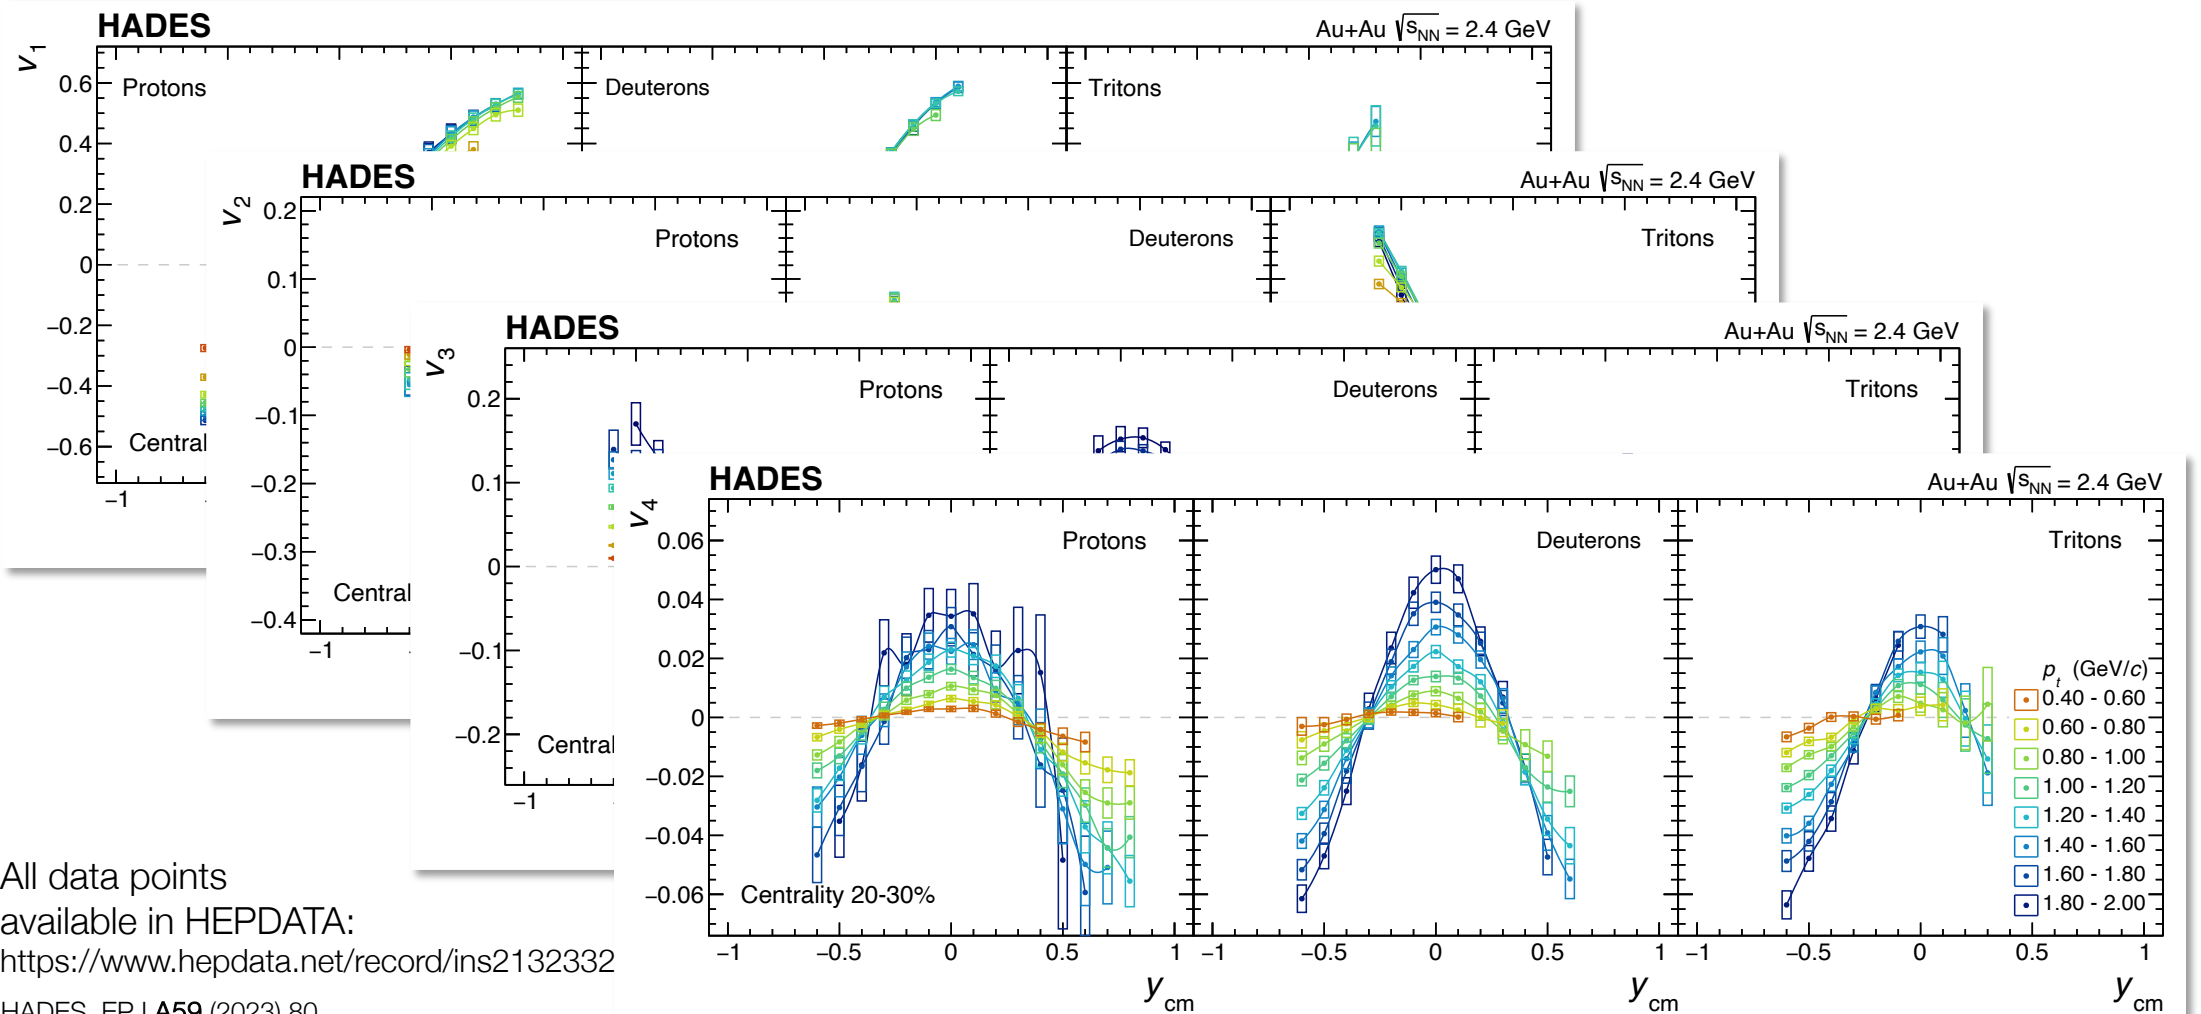 HADES
Au+Au √sNN = 2.4 GeV
v1
0.6
0.4
0.2
0
−0.2
−0.4
−0.6
Protons
Deuterons
Tritons
Central
−1
HADES
Au+Au √sNN = 2.4 GeV
v2
0.2
0.1
0
−0.1
−0.2
−0.3
−0.4
Protons
Deuterons
Tritons
Central
−1
HADES
Au+Au √sNN = 2.4 GeV
v3
0.2
0.1
0
−0.1
−0.2
Protons
Deuterons
Tritons
Central
−1
HADES
Au+Au √sNN = 2.4 GeV
v4
0.06
0.04
0.02
0
−0.02
−0.04
−0.06
Protons
Deuterons
Tritons
pt (GeV/c)
0.40 - 0.60
0.60 - 0.80
0.80 - 1.00
1.00 - 1.20
1.20 - 1.40
1.40 - 1.60
1.60 - 1.80
1.80 - 2.00
Centrality 20-30%
−1 −0.5 0 0.5 1 −1 −0.5 0 0.5 1 −1 −0.5 0 0.5 1
ycm ycm ycm
All data points
available in HEPDATA:
https://www.hepdata.net/record/ins2132332
HADES, EPJ A59 (2023) 80